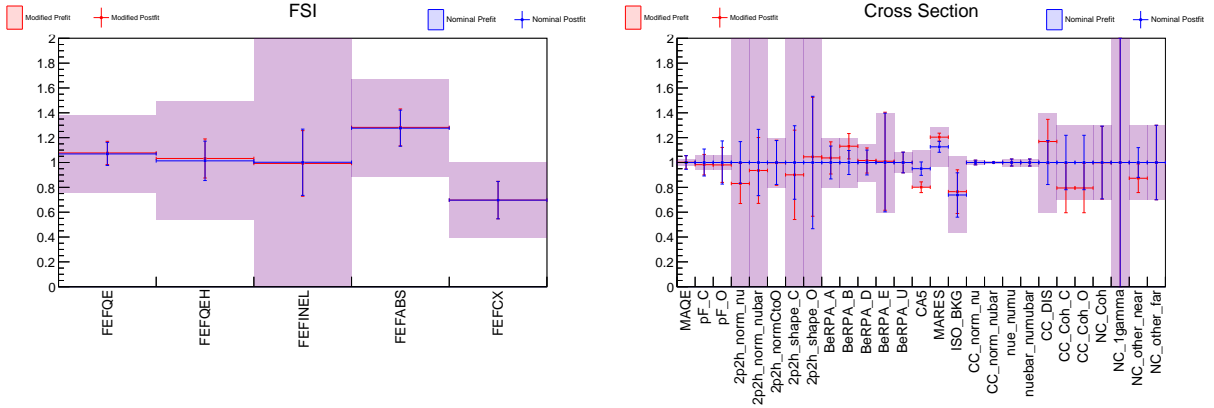 FSI
Modified Prefit
Modified Postfit
Nominal Prefit
Nominal Postfit
2
1.8
1.6
1.4
1.2
1
0.8
0.6
0.4
0.2
0
FEFQE
FEFQEH
FEFINEL
FEFABS
FEFCX
Cross Section
Modified Prefit
Modified Postfit
Nominal Prefit
Nominal Postfit
2
1.8
1.6
1.4
1.2
1
0.8
0.6
0.4
0.2
0
MAQE
pF_C
pF_O
2p2h_norm_nu
2p2h_norm_nubar
2p2h_normCtoO
2p2h_shape_C
2p2h_shape_O
BeRPA_A
BeRPA_B
BeRPA_D
BeRPA_E
BeRPA_U
CA5
MARES
ISO_BKG
CC_norm_nu
CC_norm_nubar
nue_numu
nuebar_numubar
CC_DIS
CC_Coh_C
CC_Coh_O
NC_Coh
NC_1gamma
NC_other_near
NC_other_far